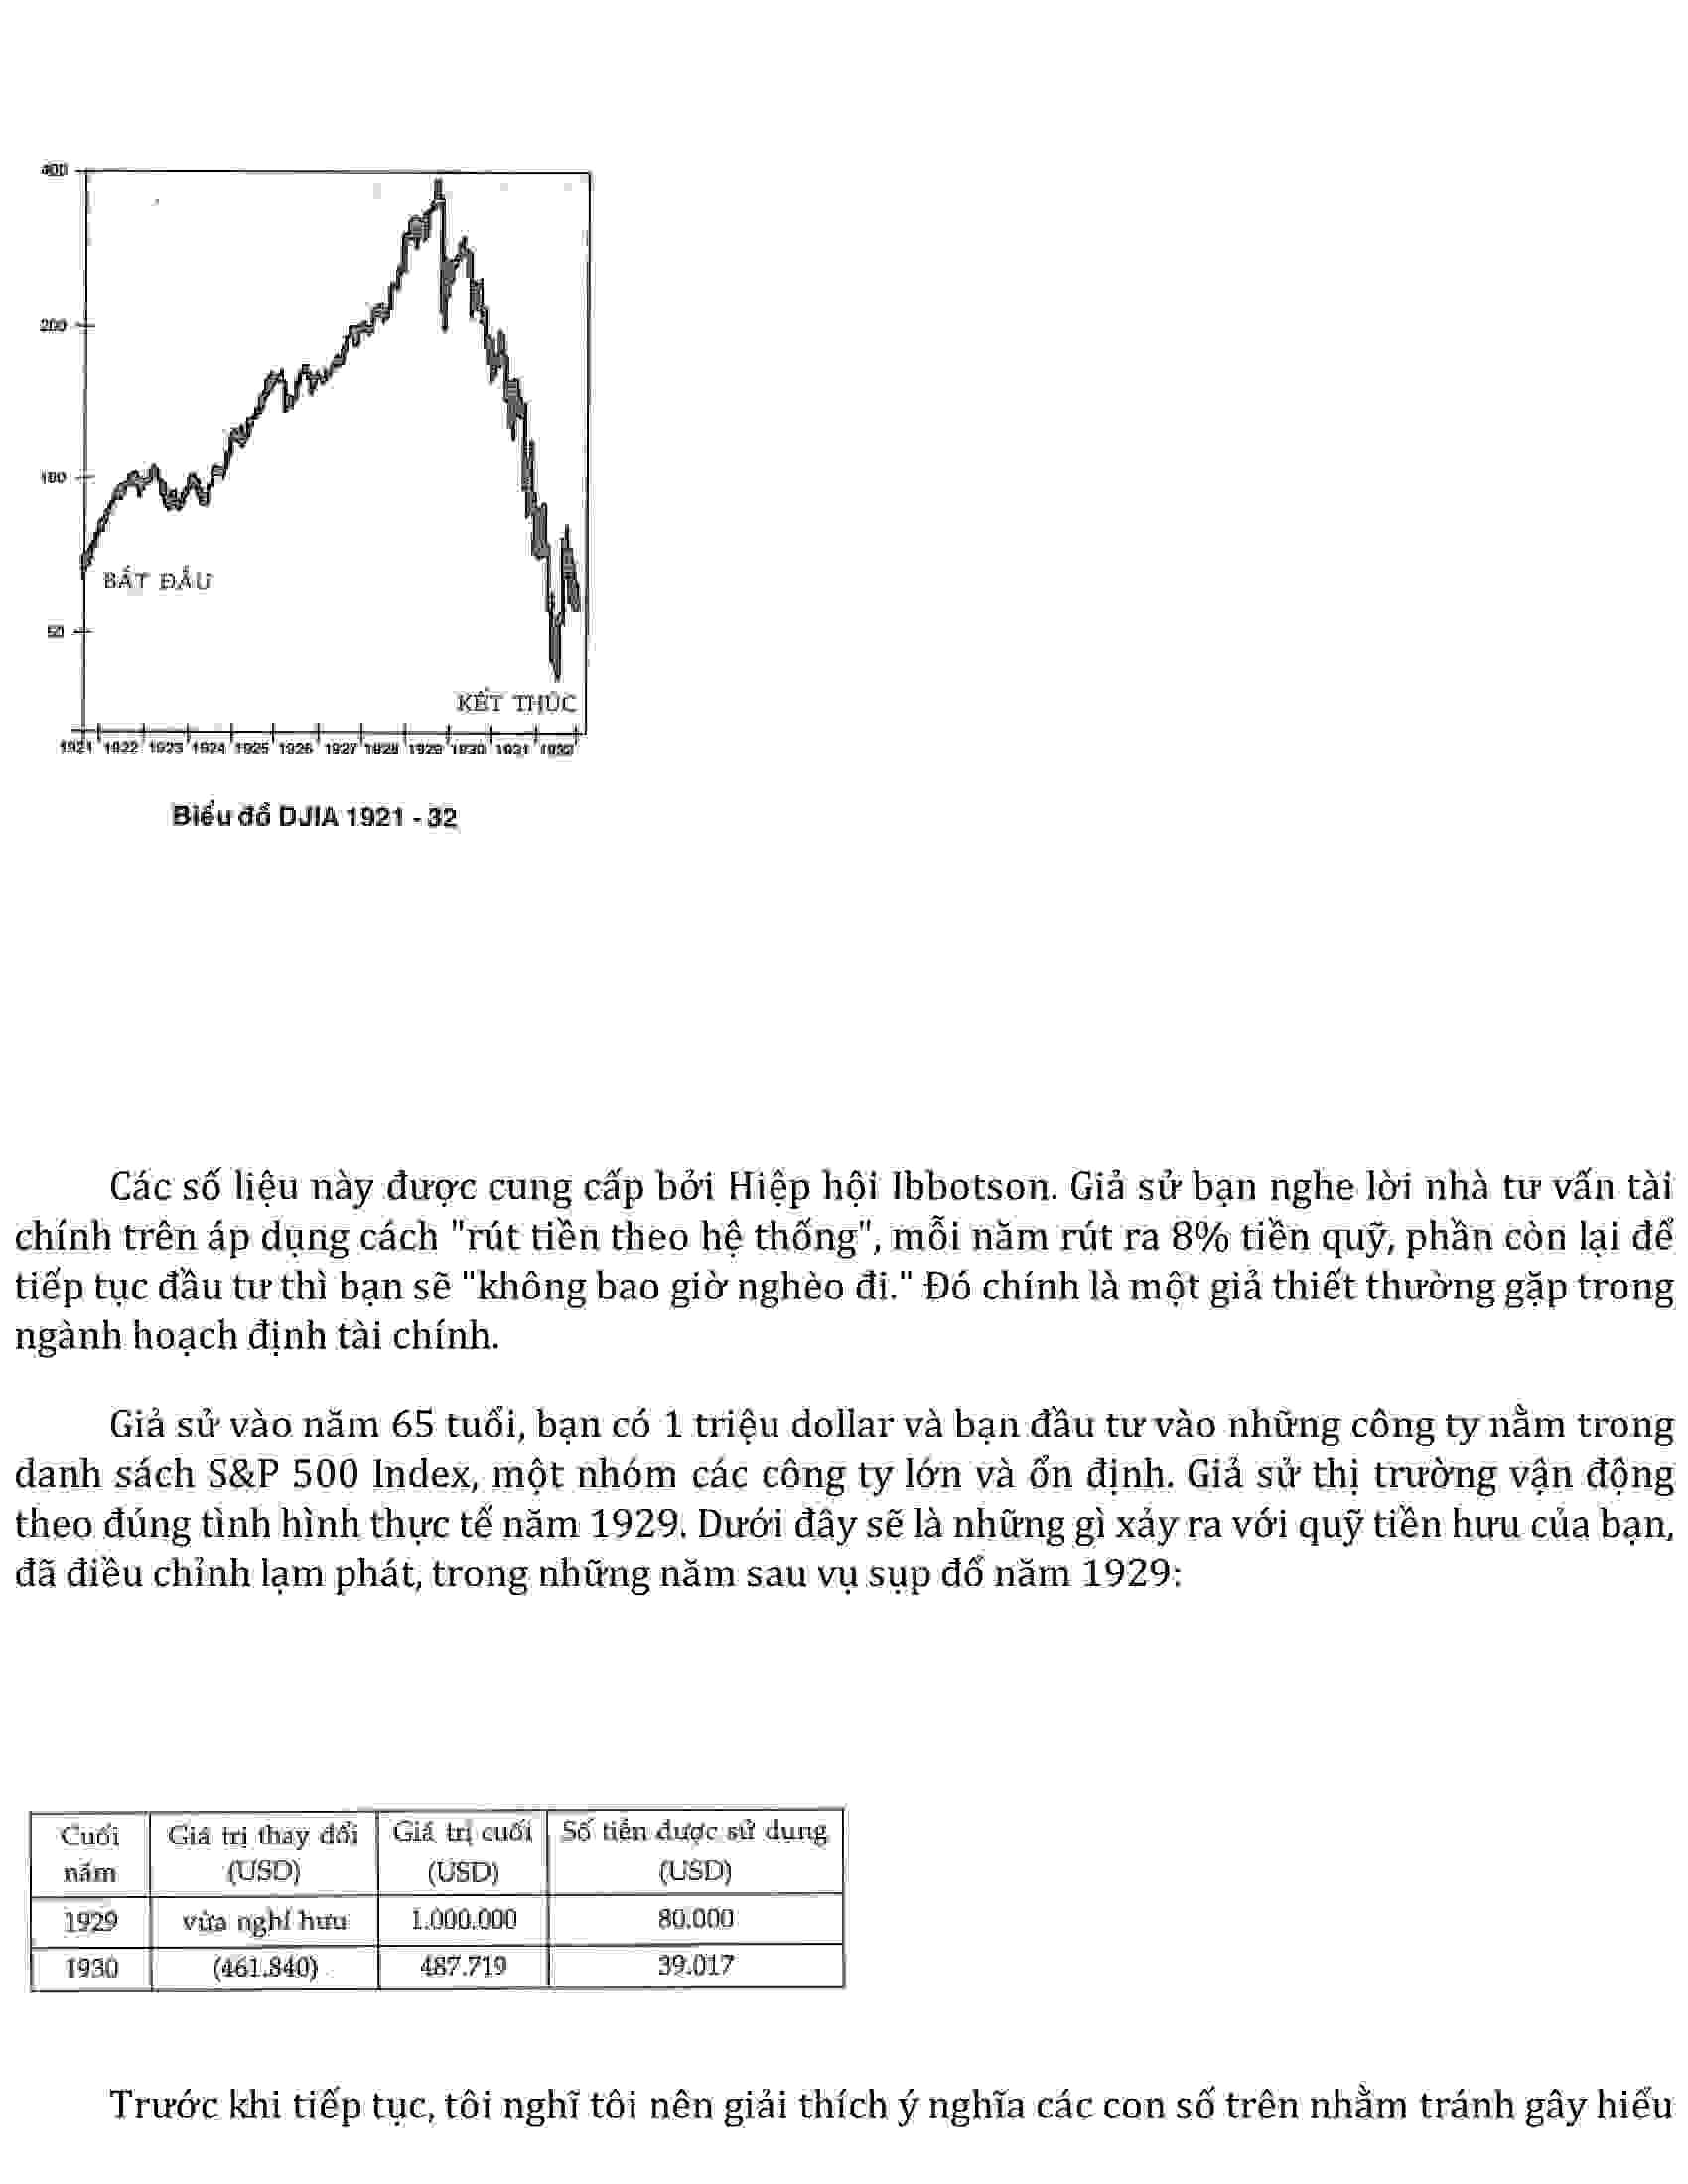 400
200
100
50
BẮT ĐẦU
KẾT THÚC
1921 1922 1923 1924 1925 1926 1927 1928 1929 1930 1931 1932
Biểu đồ DJIA 1921 - 32
Các số liệu này được cung cấp bởi Hiệp hội Ibbotson. Giả sử bạn nghe lời nhà tư vấn tài
chính trên áp dụng cách "rút tiền theo hệ thống", mỗi năm rút ra 8% tiền quỹ, phần còn lại để
tiếp tục đầu tư thì bạn sẽ "không bao giờ nghèo đi." Đó chính là một giả thiết thường gặp trong
ngành hoạch định tài chính.
Giả sử vào năm 65 tuổi, bạn có 1 triệu dollar và bạn đầu tư vào những công ty nằm trong
danh sách S&P 500 Index, một nhóm các công ty lớn và ổn định. Giả sử thị trường vận động
theo đúng tình hình thực tế năm 1929. Dưới đây sẽ là những gì xảy ra với quỹ tiền hưu của bạn,
đã điều chỉnh lạm phát, trong những năm sau vụ sụp đổ năm 1929:
Cuối năm Giá trị thay đổi (USD) Giá trị cuối (USD) Số tiền được sử dụng (USD)
1929 vừa nghỉ hưu 1.000.000 80.000
1930 (461.840) 487.719 39.017
Trước khi tiếp tục, tôi nghĩ tôi nên giải thích ý nghĩa các con số trên nhằm tránh gây hiểu